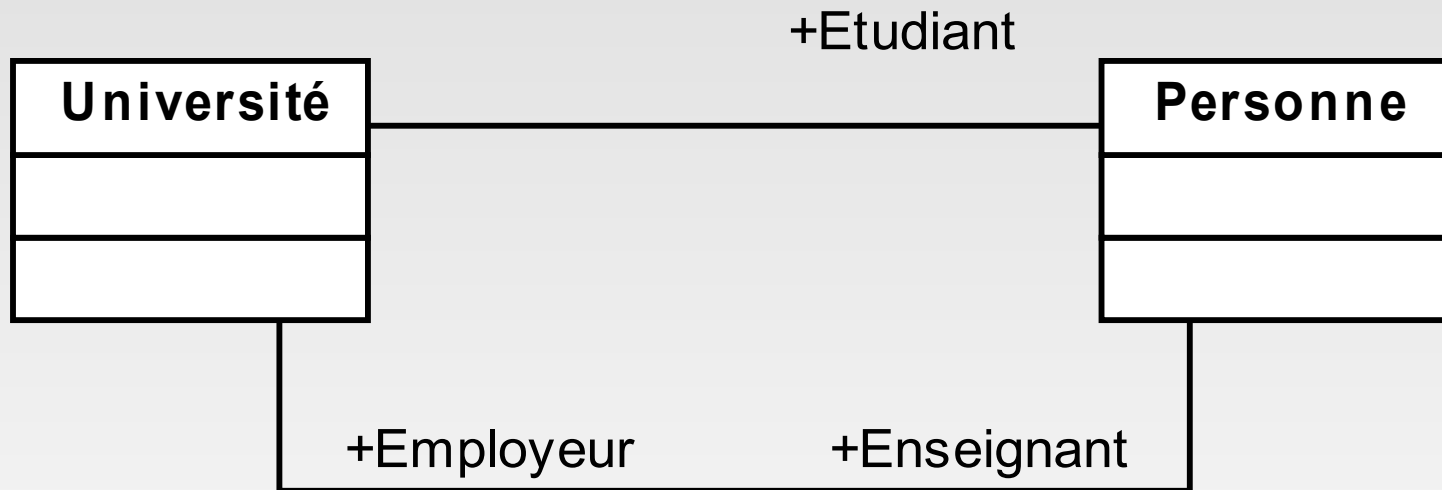 +Etudiant
Université
Personne
+Employeur
+Enseignant